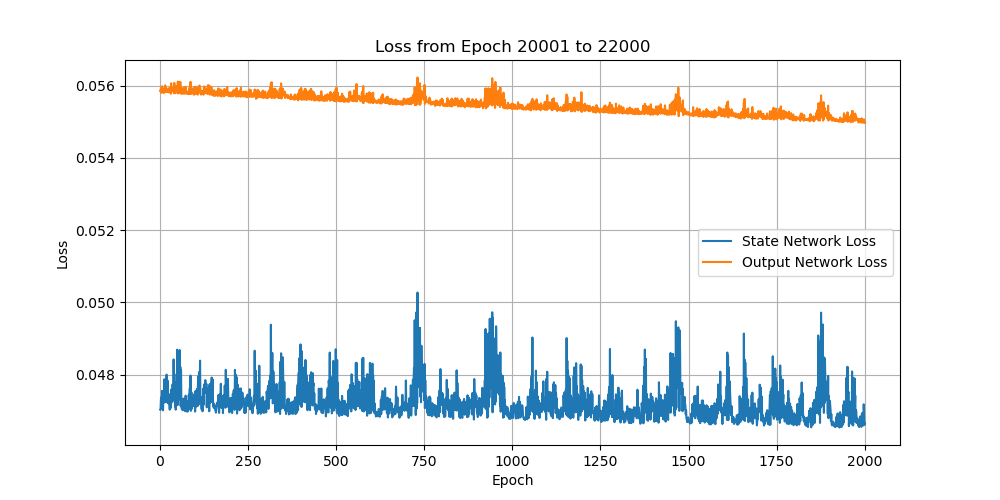 Loss from Epoch 20001 to 22000
0.056
0.054
0.052
0.050
0.048
Loss
State Network Loss
Output Network Loss
0 250 500 750 1000 1250 1500 1750 2000
Epoch